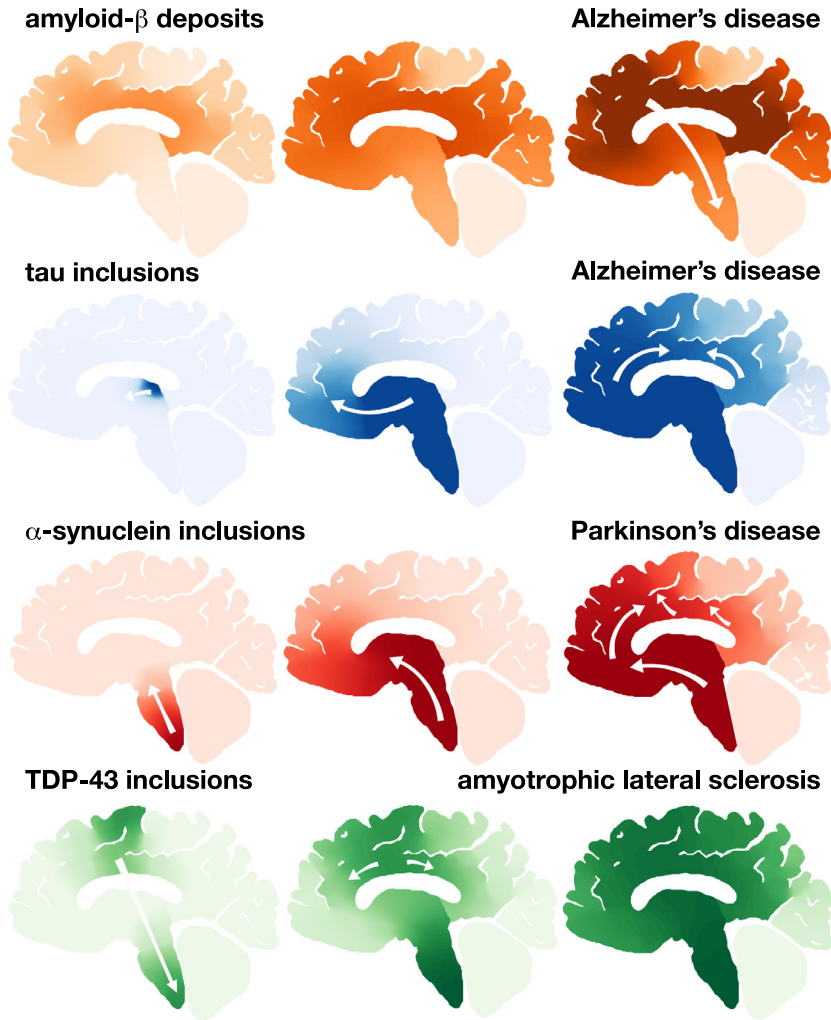 amyloid-β deposits
Alzheimer's disease
tau inclusions
Alzheimer's disease
α-synuclein inclusions
Parkinson's disease
TDP-43 inclusions
amyotrophic lateral sclerosis